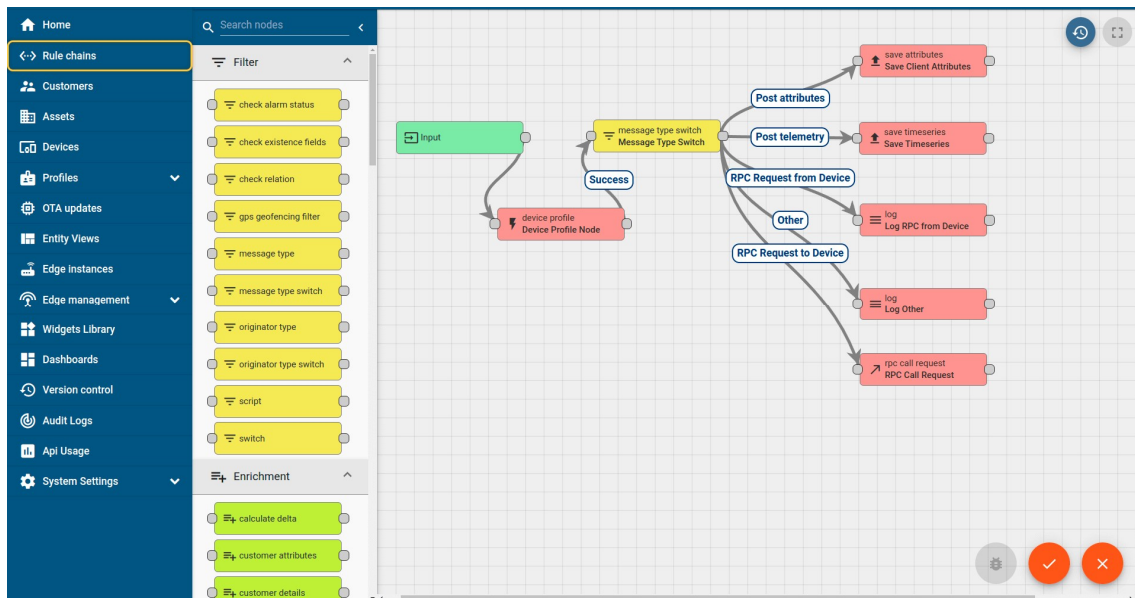 Home
Rule chains
Customers
Assets
Devices
Profiles
OTA updates
Entity Views
Edge instances
Edge management
Widgets Library
Dashboards
Version control
Audit Logs
Api Usage
System Settings
Search nodes
Filter
check alarm status
check existence fields
check relation
gps geofencing filter
message type
message type switch
originator type
originator type switch
script
switch
Enrichment
calculate delta
customer attributes
customer details
Input
device profile
Device Profile Node
Success
message type switch
Message Type Switch
Post attributes
Post telemetry
RPC Request from Device
Other
RPC Request to Device
save attributes
Save Client Attributes
save timeseries
Save Timeseries
log
Log RPC from Device
log
Log Other
rpc call request
RPC Call Request